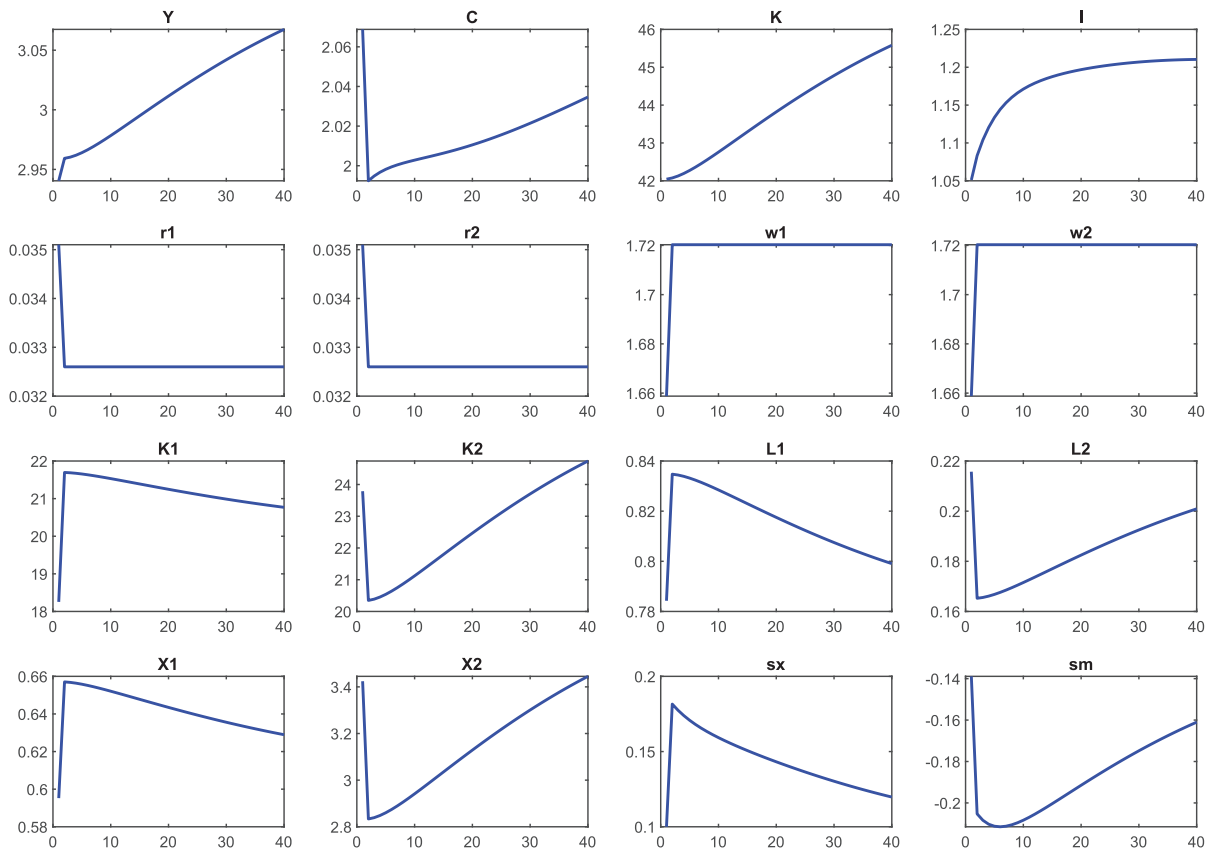 Y
3.05
3
2.95
0 10 20 30 40
C
2.06
2.04
2.02
2
0 10 20 30 40
K
46
45
44
43
42
0 10 20 30 40
I
1.25
1.2
1.15
1.1
1.05
0 10 20 30 40
r1
0.035
0.034
0.033
0.032
0 10 20 30 40
r2
0.035
0.034
0.033
0.032
0 10 20 30 40
w1
1.72
1.7
1.68
1.66
0 10 20 30 40
w2
1.72
1.7
1.68
1.66
0 10 20 30 40
K1
22
21
20
19
18
0 10 20 30 40
K2
24
23
22
21
20
0 10 20 30 40
L1
0.84
0.82
0.8
0.78
0 10 20 30 40
L2
0.22
0.2
0.18
0.16
0 10 20 30 40
X1
0.66
0.64
0.62
0.6
0.58
0 10 20 30 40
X2
3.4
3.2
3
2.8
0 10 20 30 40
sx
0.2
0.15
0.1
0 10 20 30 40
sm
-0.14
-0.16
-0.18
-0.2
0 10 20 30 40